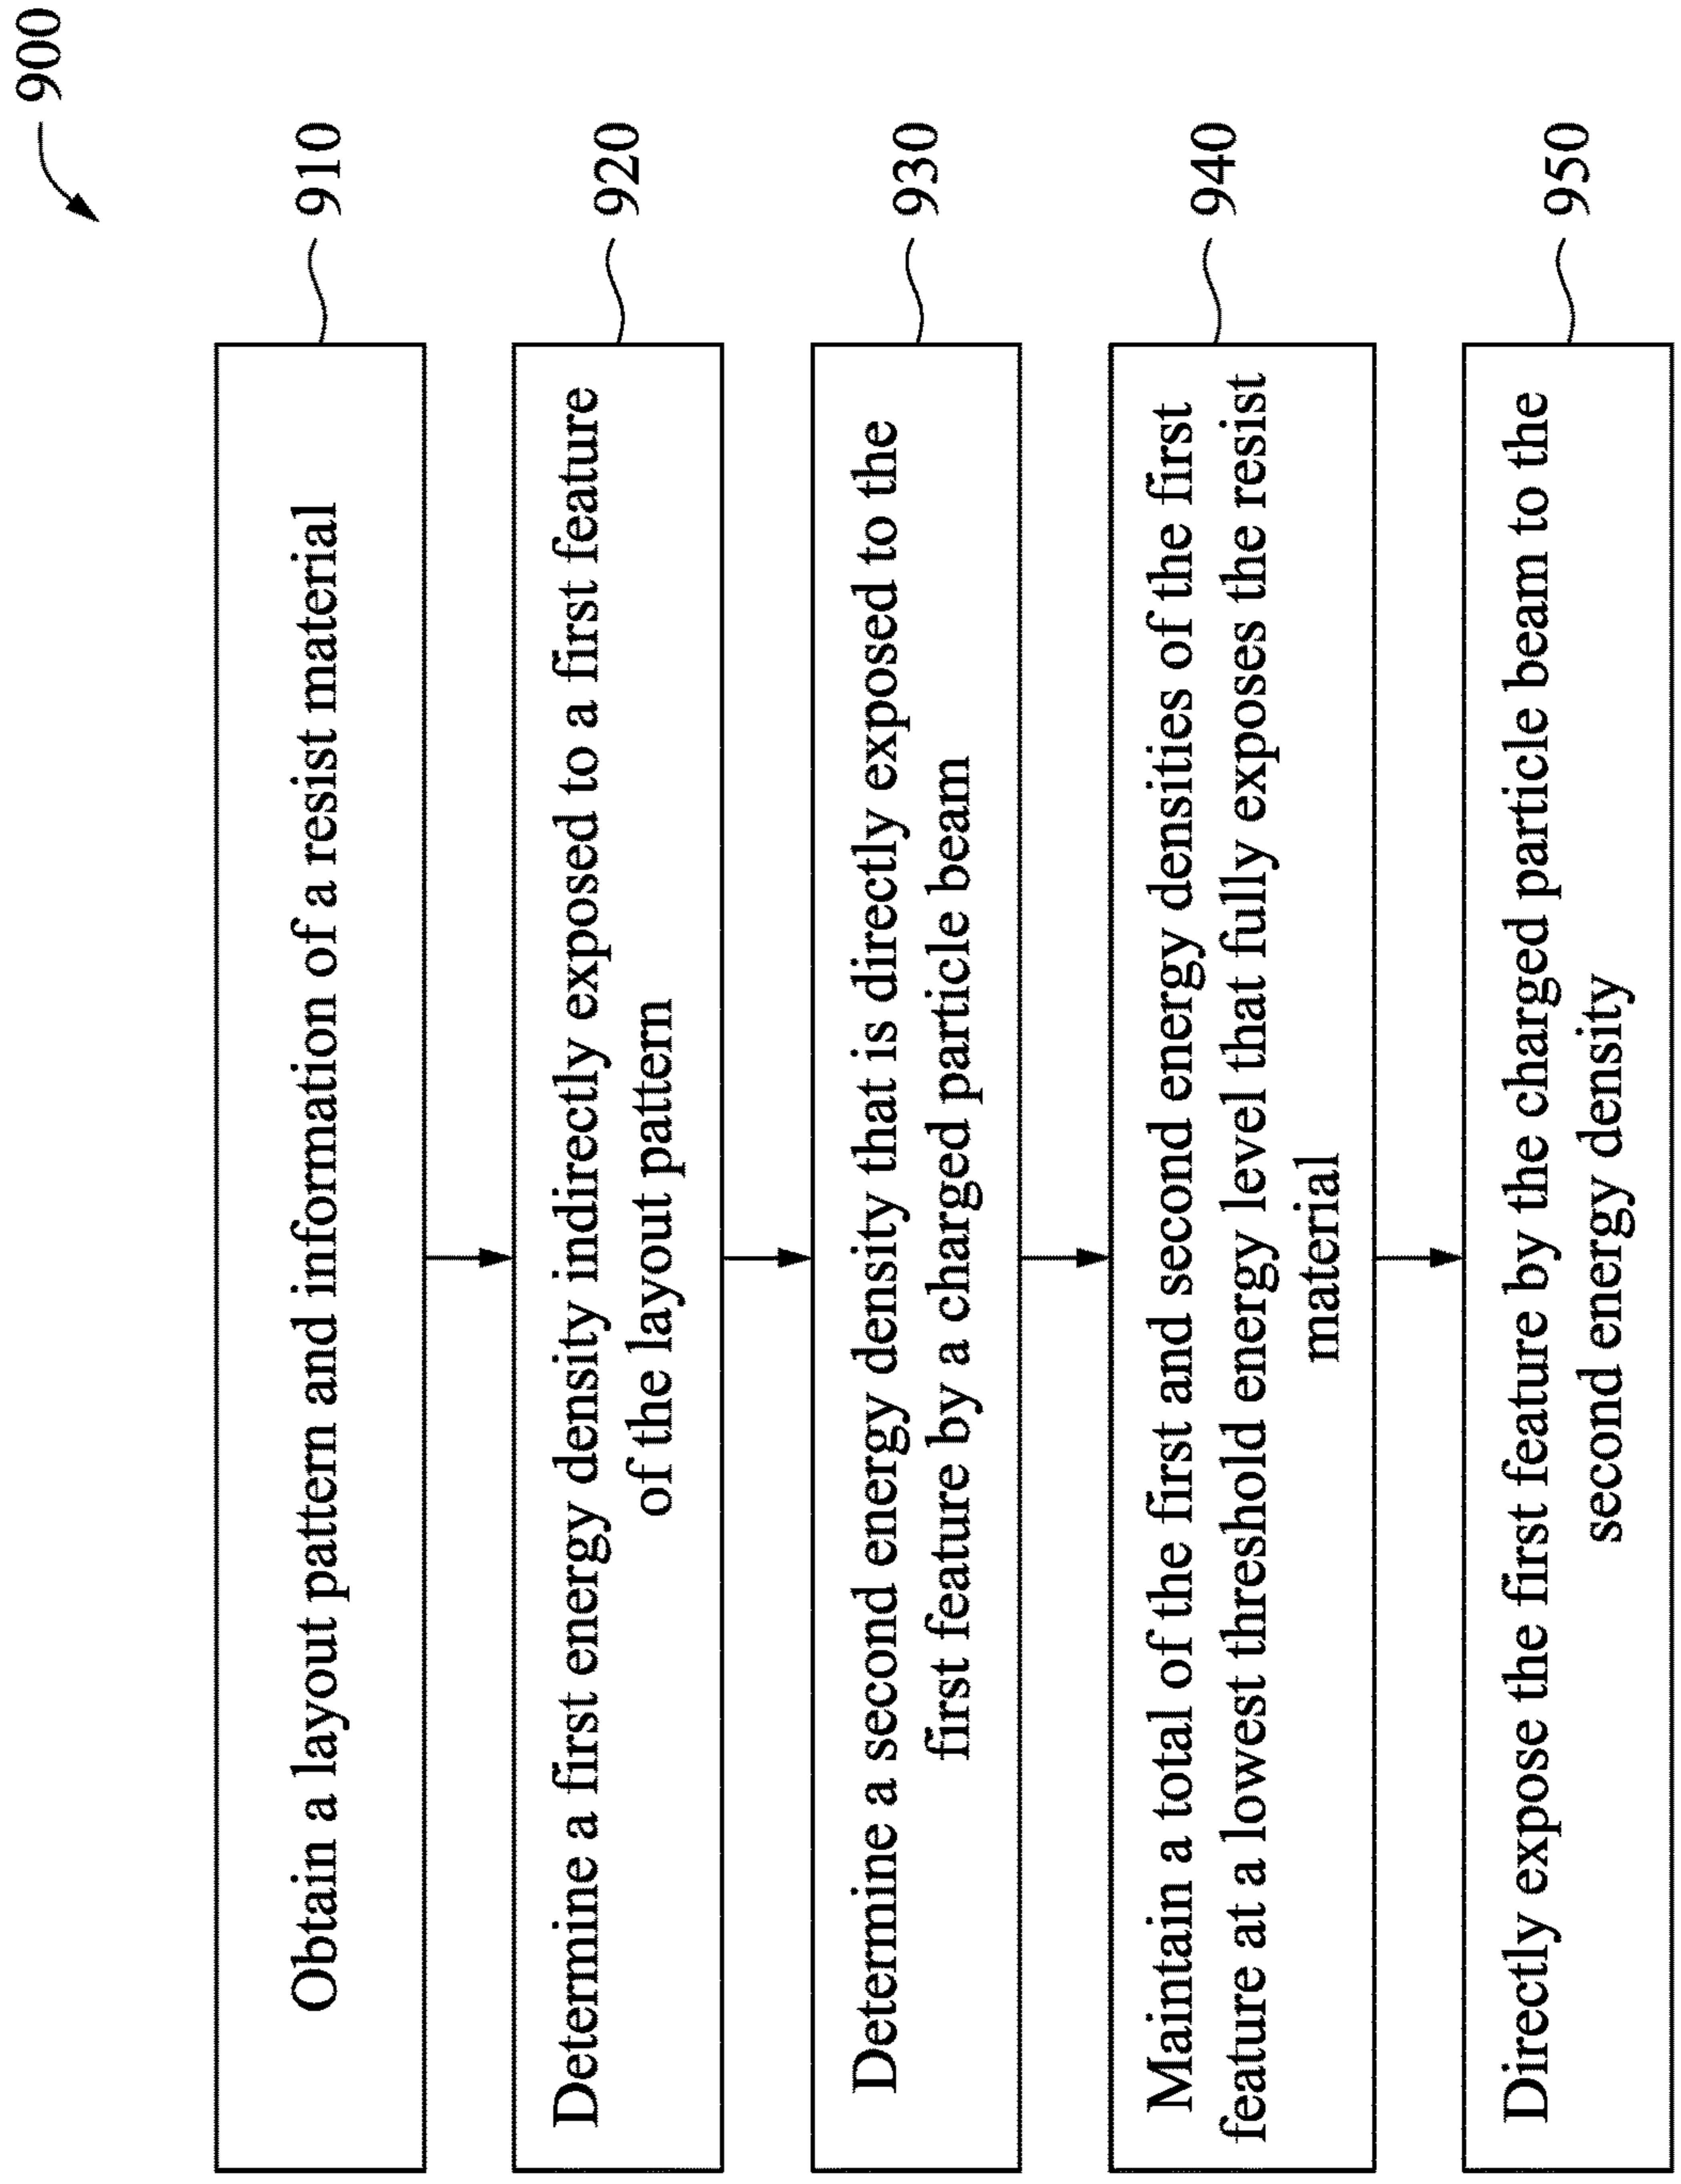 900
Obtain a layout pattern and information of a resist material
910
Determine a first energy density indirectly exposed to a first feature
of the layout pattern
920
Determine a second energy density that is directly exposed to the
first feature by a charged particle beam
930
Maintain a total of the first and second energy densities of the first
feature at a lowest threshold energy level that fully exposes the resist
material
940
Directly expose the first feature by the charged particle beam to the
second energy density
950